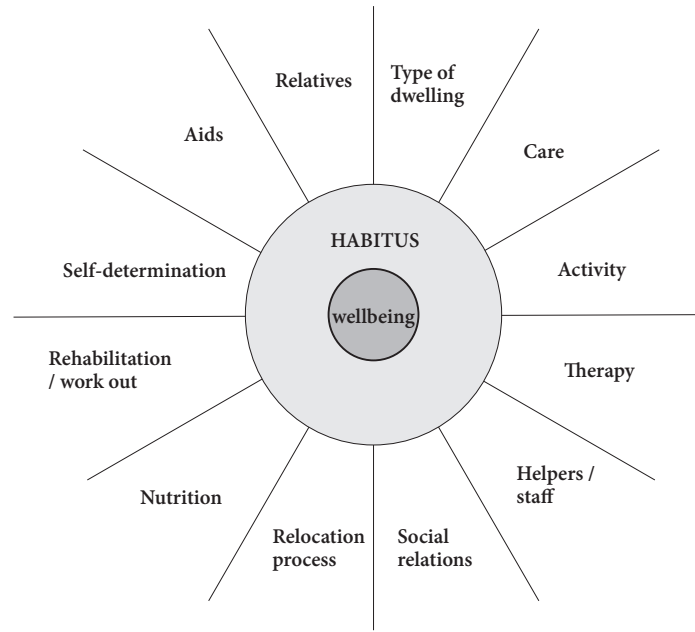 Relatives
Type of
dwelling
Aids
Care
HABITUS
wellbeing
Self-determination
Activity
Rehabilitation
/ work out
Therapy
Nutrition
Helpers /
staff
Relocation
process
Social
relations